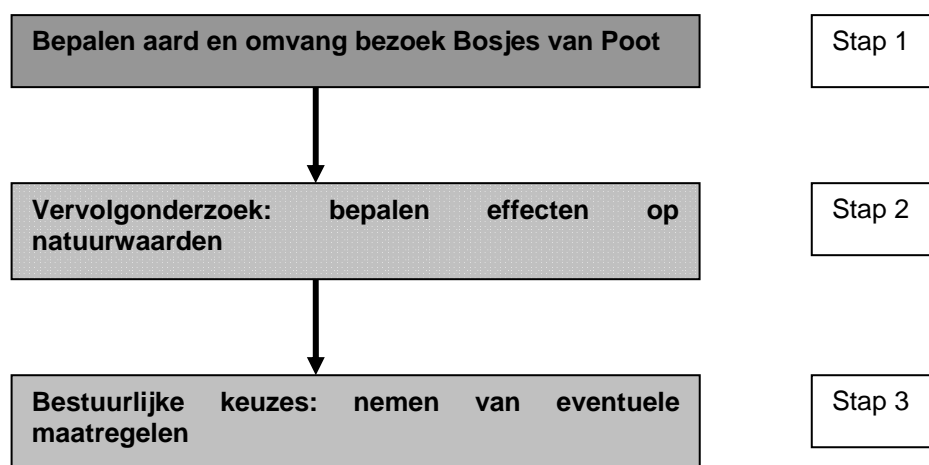 Bepalen aard en omvang bezoek Bosjes van Poot
Stap 1
Vervolgonderzoek: bepalen effecten op
natuurwaarden
Stap 2
Bestuurlijke keuzes: nemen van eventuele
maatregelen
Stap 3